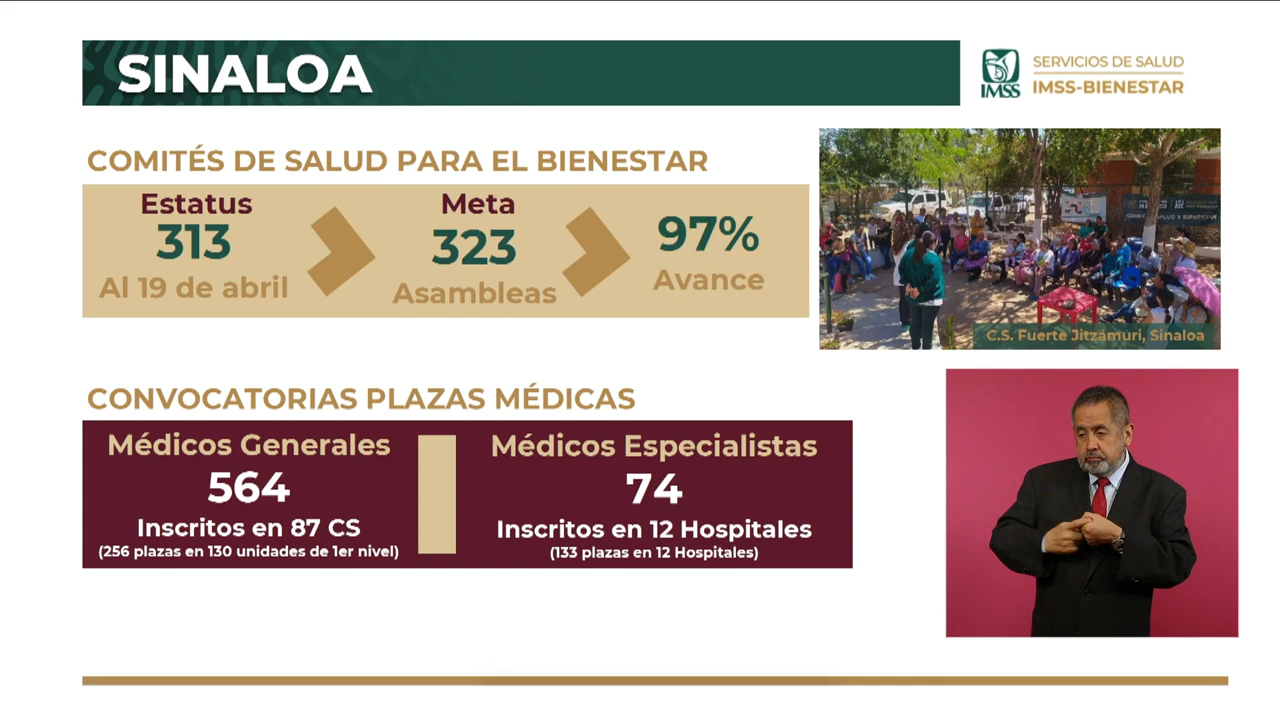 SINALOA
IMSS
SERVICIOS DE SALUD
IMSS-BIENESTAR
COMITÉS DE SALUD PARA EL BIENESTAR
Estatus
313
Al 19 de abril
Meta
323
Asambleas
97%
Avance
C.S. Fuerte Jitzámuri, Sinaloa
CONVOCATORIAS PLAZAS MÉDICAS
Médicos Generales
564
Inscritos en 87 CS
(256 plazas en 130 unidades de 1er nivel)
Médicos Especialistas
74
Inscritos en 12 Hospitales
(133 plazas en 12 Hospitales)